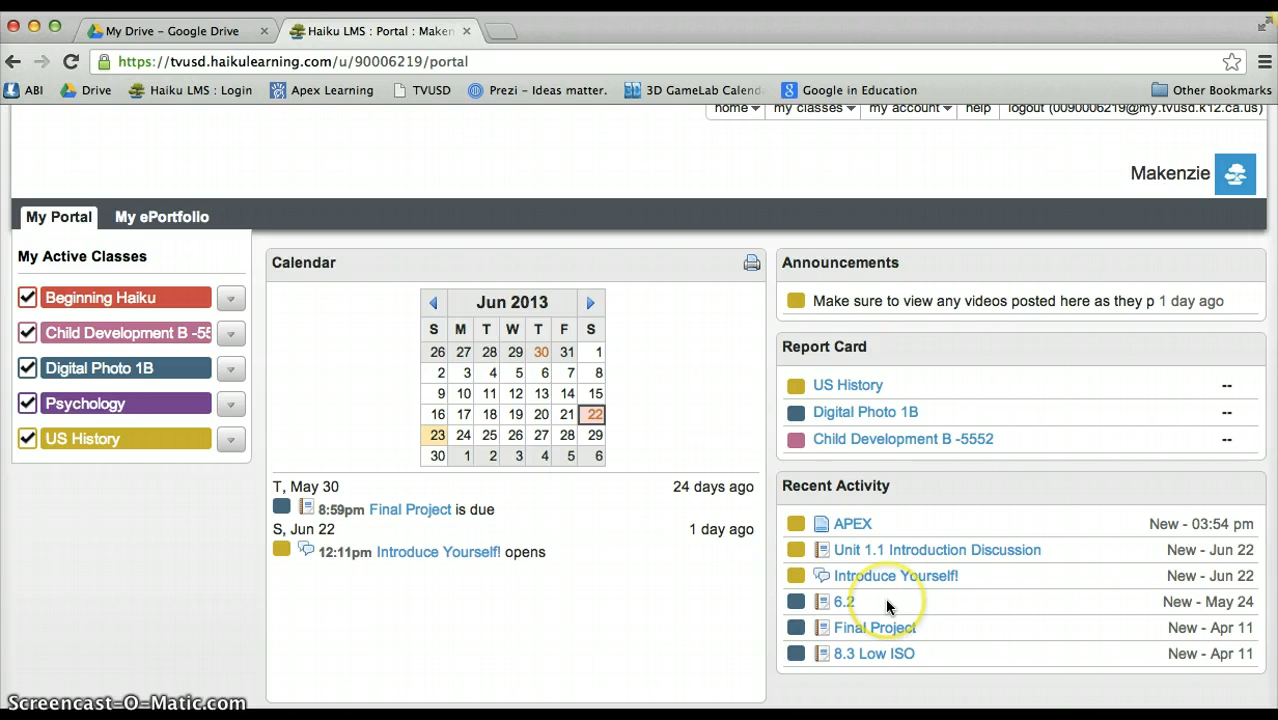 My Drive - Google Drive
Haiku LMS : Portal : Maken
https://tvusd.haikulearning.com/u/90006219/portal
ABI Drive Haiku LMS : Login Apex Learning TVUSD Prezi - Ideas matter. 3D GameLab Calend Google in Education Other Bookmarks
home my classes my account help logout (0090006219@my.tvusd.k12.ca.us)
Makenzie
My Portal My ePortfolio
My Active Classes
Beginning Haiku
Child Development B -55
Digital Photo 1B
Psychology
US History
Calendar
Jun 2013
S M T W T F S
26 27 28 29 30 31 1
2 3 4 5 6 7 8
9 10 11 12 13 14 15
16 17 18 19 20 21 22
23 24 25 26 27 28 29
30 1 2 3 4 5 6
T, May 30 24 days ago
8:59pm Final Project is due
S, Jun 22 1 day ago
12:11pm Introduce Yourself! opens
Announcements
Make sure to view any videos posted here as they p 1 day ago
Report Card
US History --
Digital Photo 1B --
Child Development B -5552 --
Recent Activity
APEX New - 03:54 pm
Unit 1.1 Introduction Discussion New - Jun 22
Introduce Yourself! New - Jun 22
6.2 New - May 24
Final Project New - Apr 11
8.3 Low ISO New - Apr 11
Screencast-O-Matic.com